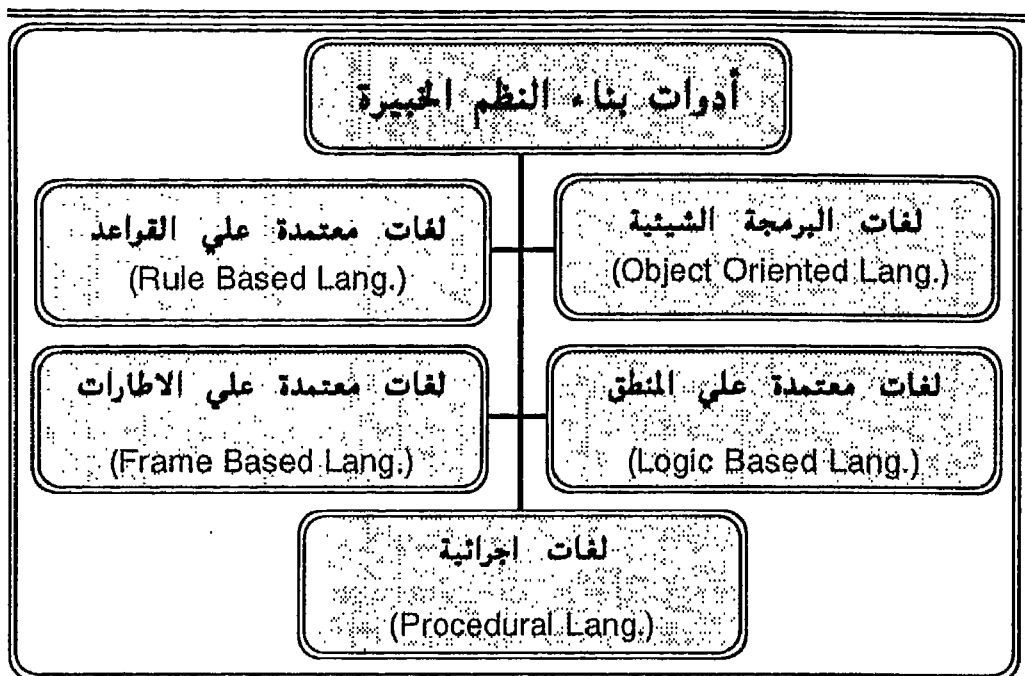 أدوات بناء النظم الخبيرة
لغات البرمجة الشيئية
(Object Oriented Lang.)
لغات معتمدة علي القواعد
(Rule Based Lang.)
لغات معتمدة علي المنطق
(Logic Based Lang.)
لغات معتمدة علي الاطارات
(Frame Based Lang.)
لغات اجرائية
(Procedural Lang.)